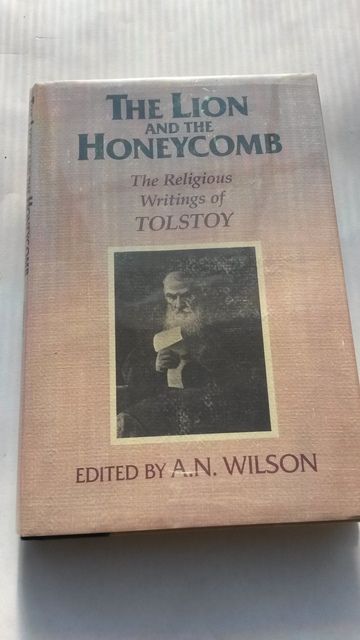 THE LION
AND THE
HONEYCOMB
The Religious
Writings of
TOLSTOY
EDITED BY A.N. WILSON